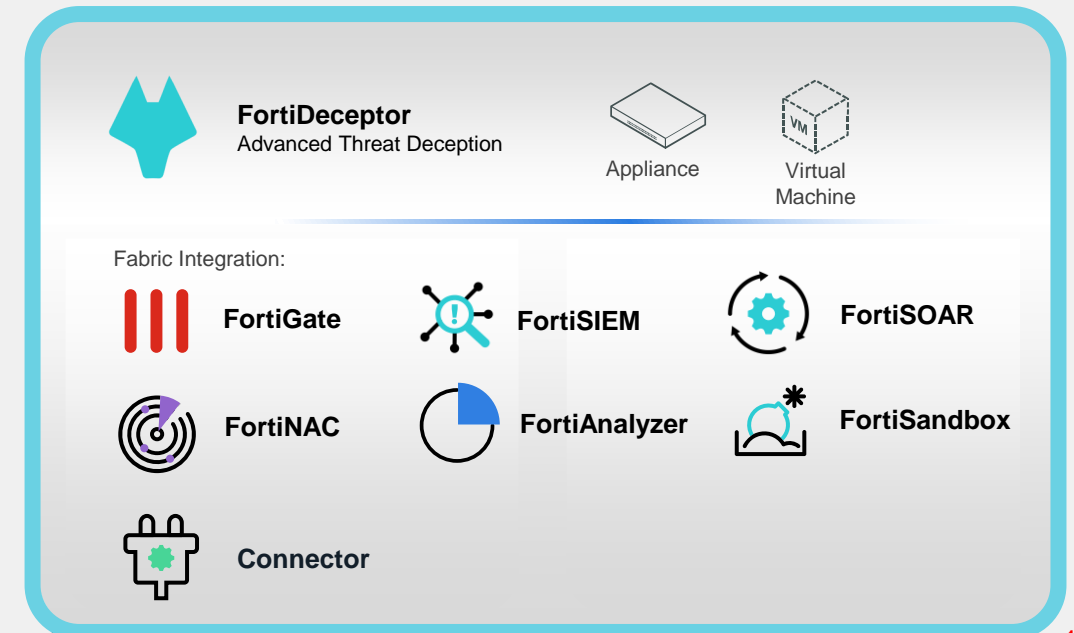 FortiDeceptor
Advanced Threat Deception
Appliance
VM
Virtual
Machine
Fabric Integration:
FortiGate
FortiSIEM
FortiSOAR
FortiNAC
FortiAnalyzer
FortiSandbox
Connector